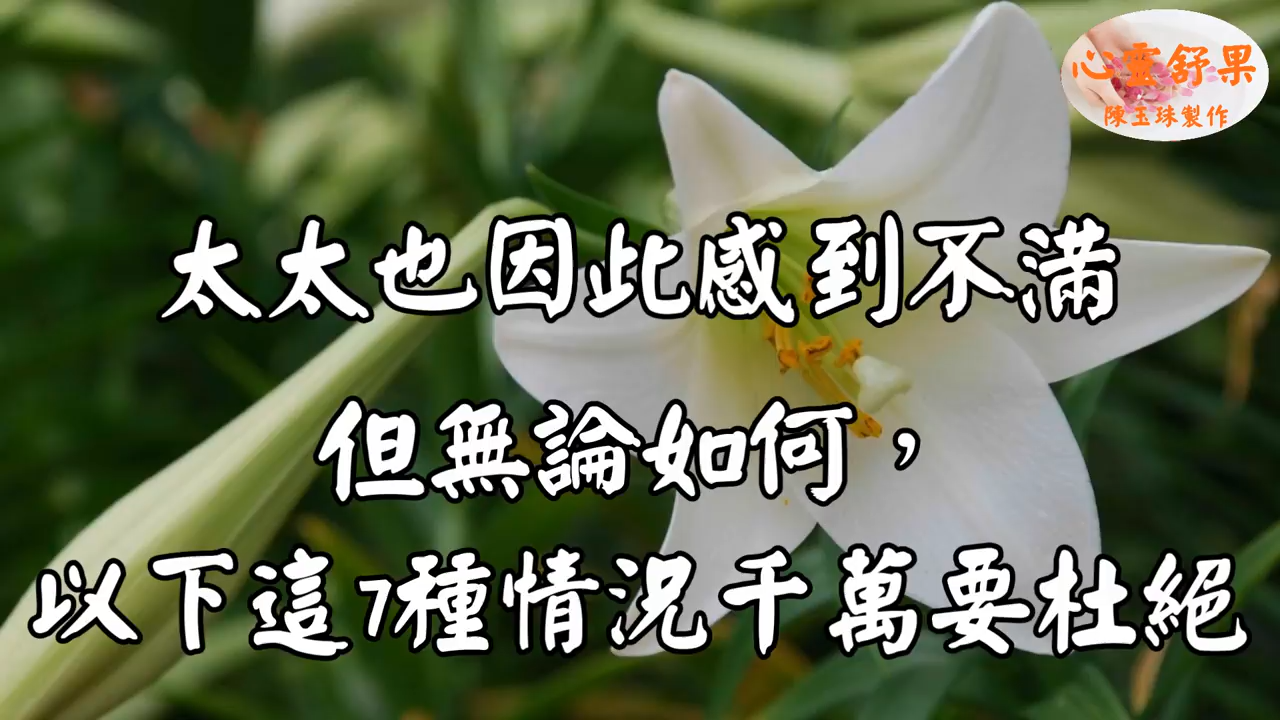 心靈舒果
陳玉珠製作
太太也因此感到不滿
但無論如何，
以下這7種情況千萬要杜絕